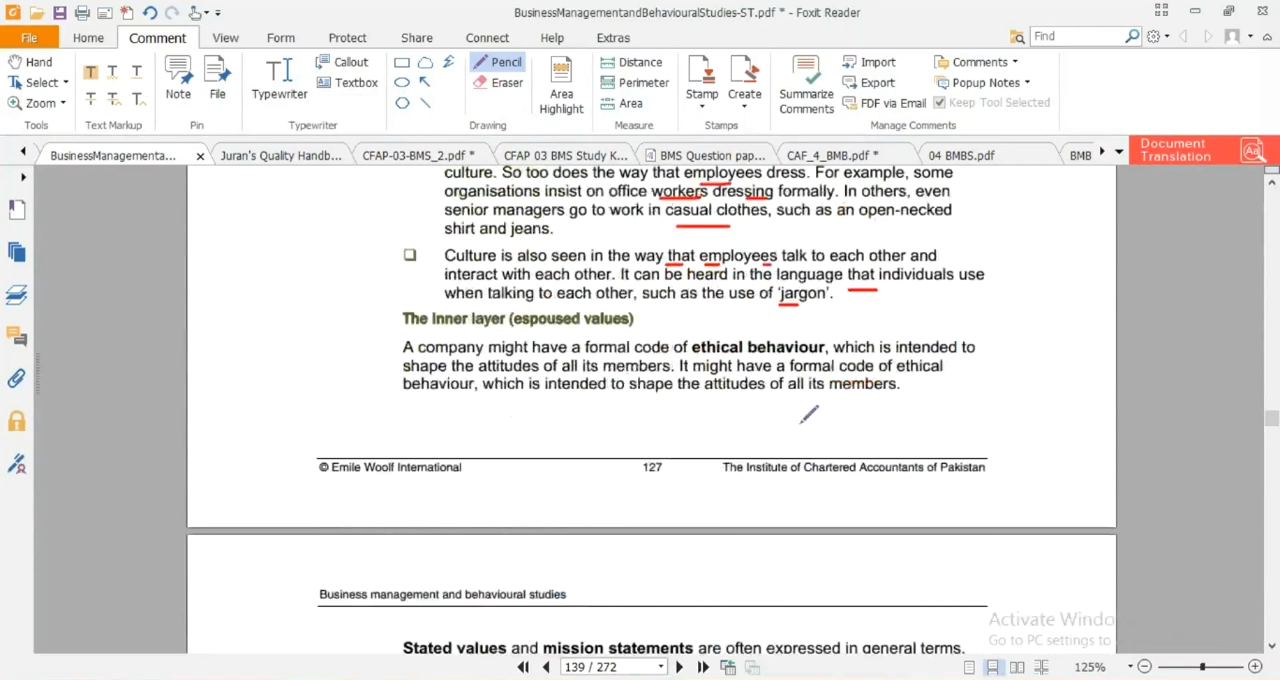 BusinessManagementandBehaviouralStudies-ST.pdf * - Foxit Reader
File Home Comment View Form Protect Share Connect Help Extras Find
Hand Select Zoom Tools
Text Markup
Note File Pin
Typewriter Callout Textbox Typewriter
Pencil Eraser Area Highlight Drawing
Distance Perimeter Area Measure
Stamp Create Stamps
Summarize Comments Import Export FDF via Email Comments Popup Notes Keep Tool Selected Manage Comments
BusinessManagementa... Juran's Quality Handb... CFAP-03-BMS_2.pdf * CFAP 03 BMS Study K... BMS Question pap... CAF_4_BMB.pdf * 04 BMBS.pdf BMB
Document Translation
culture. So too does the way that employees dress. For example, some
organisations insist on office workers dressing formally. In others, even
senior managers go to work in casual clothes, such as an open-necked
shirt and jeans.
❑ Culture is also seen in the way that employees talk to each other and
interact with each other. It can be heard in the language that individuals use
when talking to each other, such as the use of ‘jargon’.
The inner layer (espoused values)
A company might have a formal code of ethical behaviour, which is intended to
shape the attitudes of all its members. It might have a formal code of ethical
behaviour, which is intended to shape the attitudes of all its members.
© Emile Woolf International 127 The Institute of Chartered Accountants of Pakistan
Business management and behavioural studies
Stated values and mission statements are often expressed in general terms,
Activate Windo
Go to PC settings to
139 / 272 125%